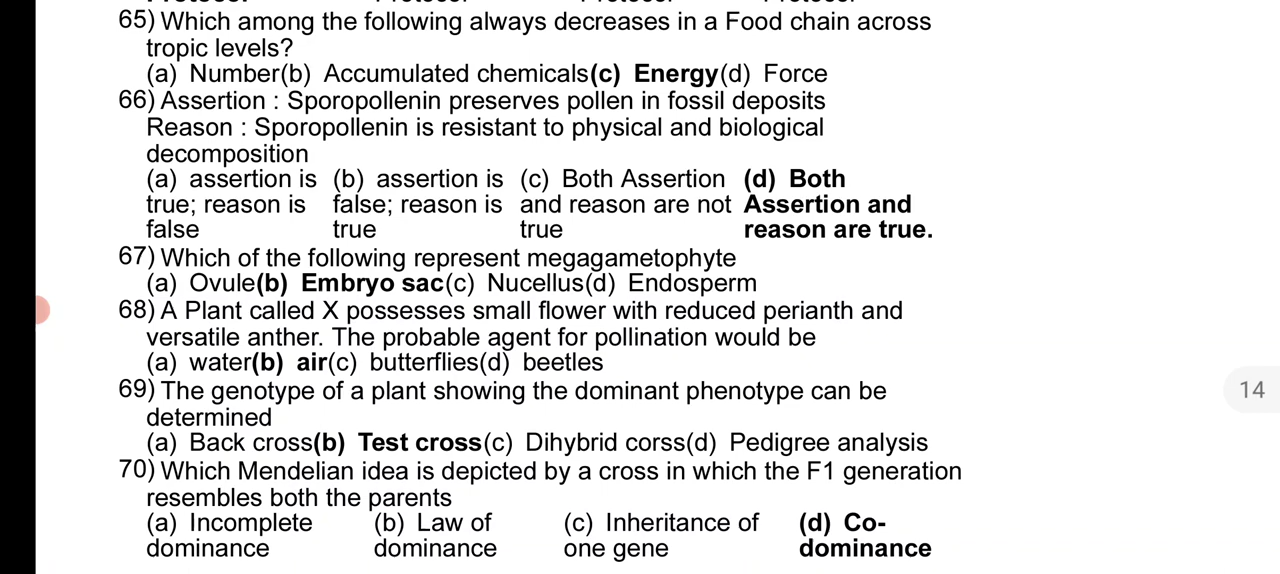 65) Which among the following always decreases in a Food chain across
tropic levels?
(a) Number(b) Accumulated chemicals(c) Energy(d) Force
66) Assertion : Sporopollenin preserves pollen in fossil deposits
Reason : Sporopollenin is resistant to physical and biological
decomposition
(a) assertion is (b) assertion is (c) Both Assertion (d) Both
true; reason is false; reason is and reason are not Assertion and
false true true reason are true.
67) Which of the following represent megagametophyte
(a) Ovule(b) Embryo sac(c) Nucellus(d) Endosperm
68) A Plant called X possesses small flower with reduced perianth and
versatile anther. The probable agent for pollination would be
(a) water(b) air(c) butterflies(d) beetles
69) The genotype of a plant showing the dominant phenotype can be
determined
(a) Back cross(b) Test cross(c) Dihybrid corss(d) Pedigree analysis
14
70) Which Mendelian idea is depicted by a cross in which the F1 generation
resembles both the parents
(a) Incomplete (b) Law of (c) Inheritance of (d) Co-
dominance dominance one gene dominance